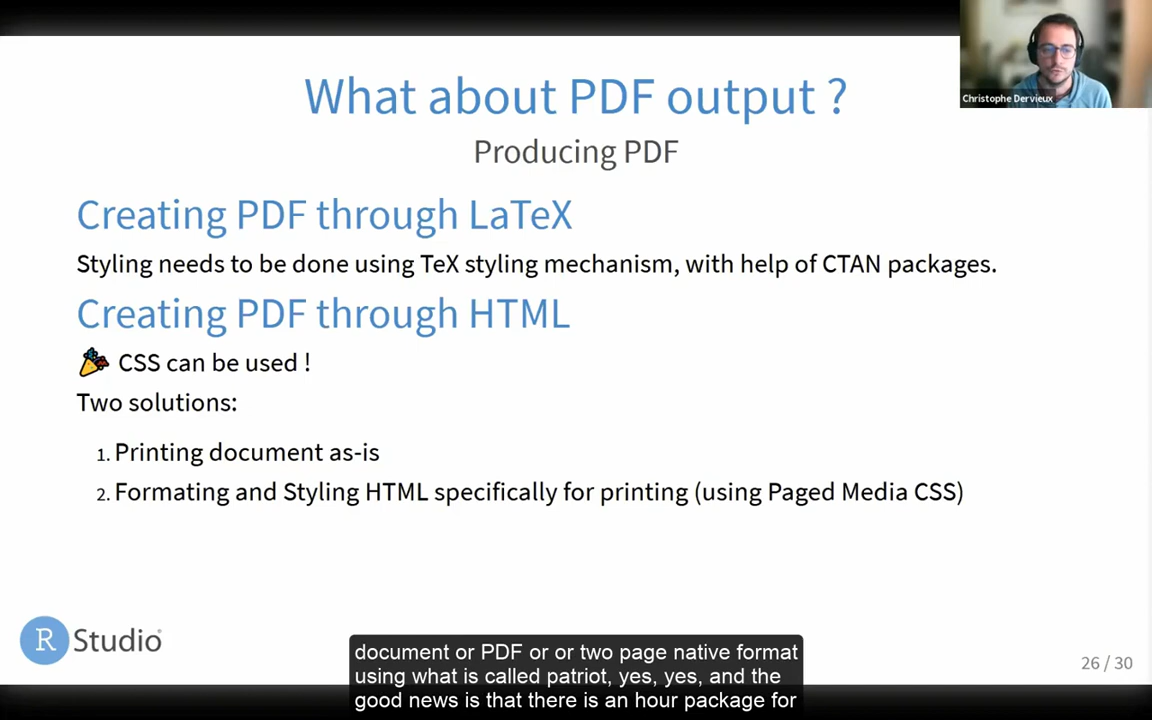 What about PDF output ?
Christophe Dervieux
Producing PDF
Creating PDF through LaTeX
Styling needs to be done using TeX styling mechanism, with help of CTAN packages.
Creating PDF through HTML
🎉 CSS can be used !
Two solutions:
1. Printing document as-is
2. Formating and Styling HTML specifically for printing (using Paged Media CSS)
R Studio®
document or PDF or or two page native format
using what is called patriot, yes, yes, and the
good news is that there is an hour package for
26 / 30